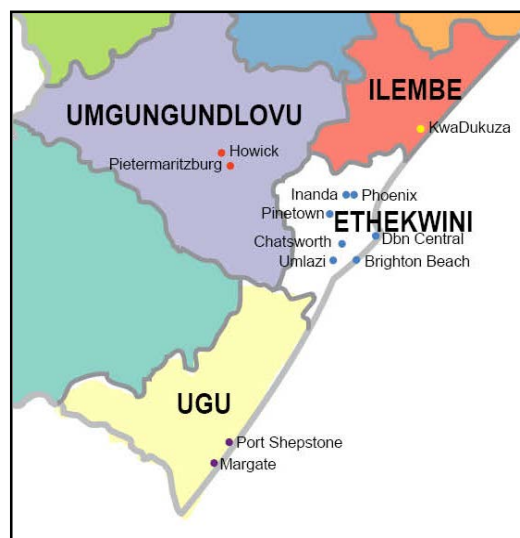 ILEMBE
UMGUNGUNDLOVU
KwaDukuza
Howick
Pietermaritzburg
Inanda
Phoenix
Pinetown
ETHEKWINI
Dbn Central
Chatsworth
Umlazi
Brighton Beach
UGU
Port Shepstone
Margate